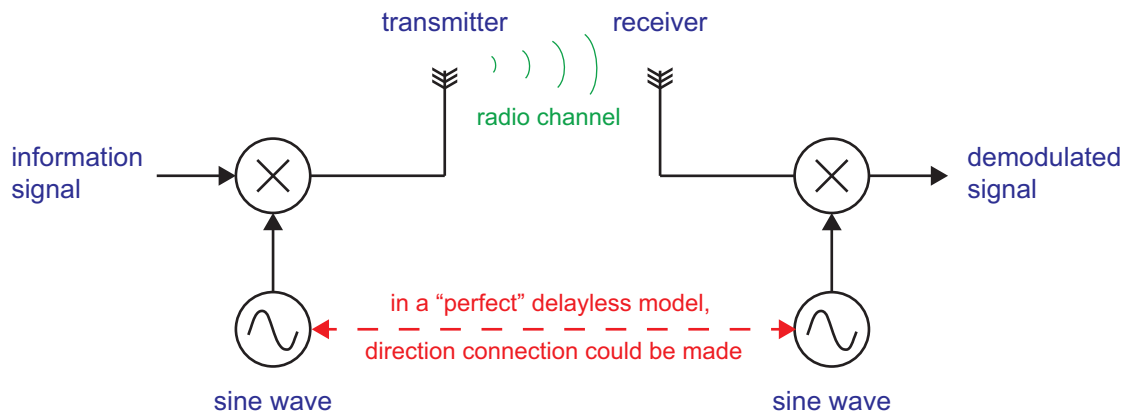 transmitter
receiver
radio channel
information
signal
demodulated
signal
in a “perfect” delayless model,
direction connection could be made
sine wave
sine wave